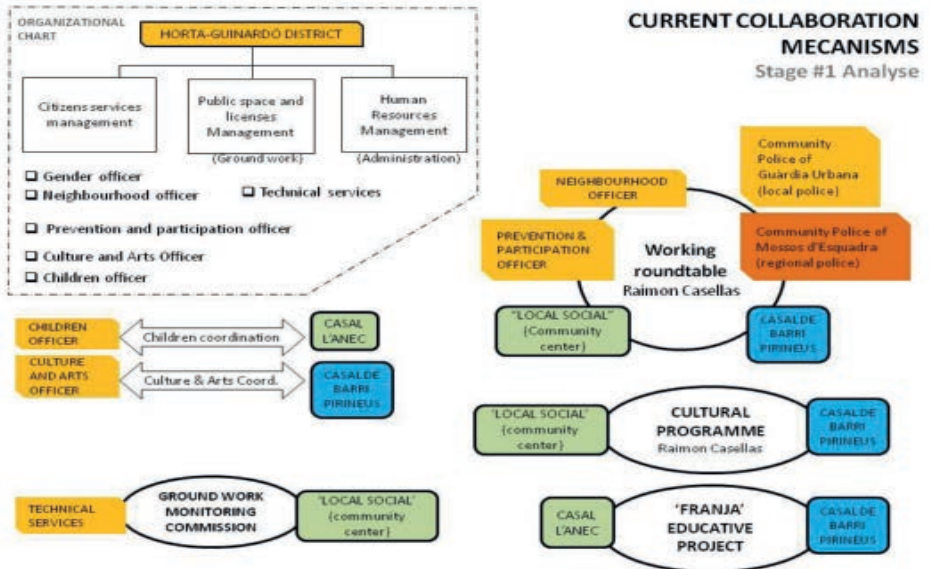 ORGANIZATIONAL
CHART
HORTA-GUINARDÓ DISTRICT
Citizens services
management
Public space and
licenses
Management
(Ground work)
Human
Resources
Management
(Administration)
❑ Gender officer
❑ Neighbourhood officer
❑ Technical services
❑ Prevention and participation officer
❑ Culture and Arts Officer
❑ Children officer
CURRENT COLLABORATION
MECANISMS
Stage #1 Analyse
NEIGHBOURHOOD
OFFICER
Community
Police of
Guàrdia Urbana
(local police)
PREVENTION &
PARTICIPATION
OFFICER
Working
roundtable
Raimon Casellas
Community Police of
Mossos d'Esquadra
(regional police)
"LOCAL SOCIAL"
(Community
center)
CASAL DE
BARRI
PIRINEUS
CHILDREN
OFFICER
Children coordination
CASAL
L'ANEC
CULTURE
AND ARTS
OFFICER
Culture & Arts Coord.
CASAL DE
BARRI
PIRINEUS
'LOCAL SOCIAL'
(community
center)
CULTURAL
PROGRAMME
Raimon Casellas
CASAL DE
BARRI
PIRINEUS
TECHNICAL
SERVICES
GROUND WORK
MONITORING
COMMISSION
'LOCAL SOCIAL'
(community
center)
CASAL
L'ANEC
'FRANJA'
EDUCATIVE
PROJECT
CASAL DE
BARRI
PIRINEUS